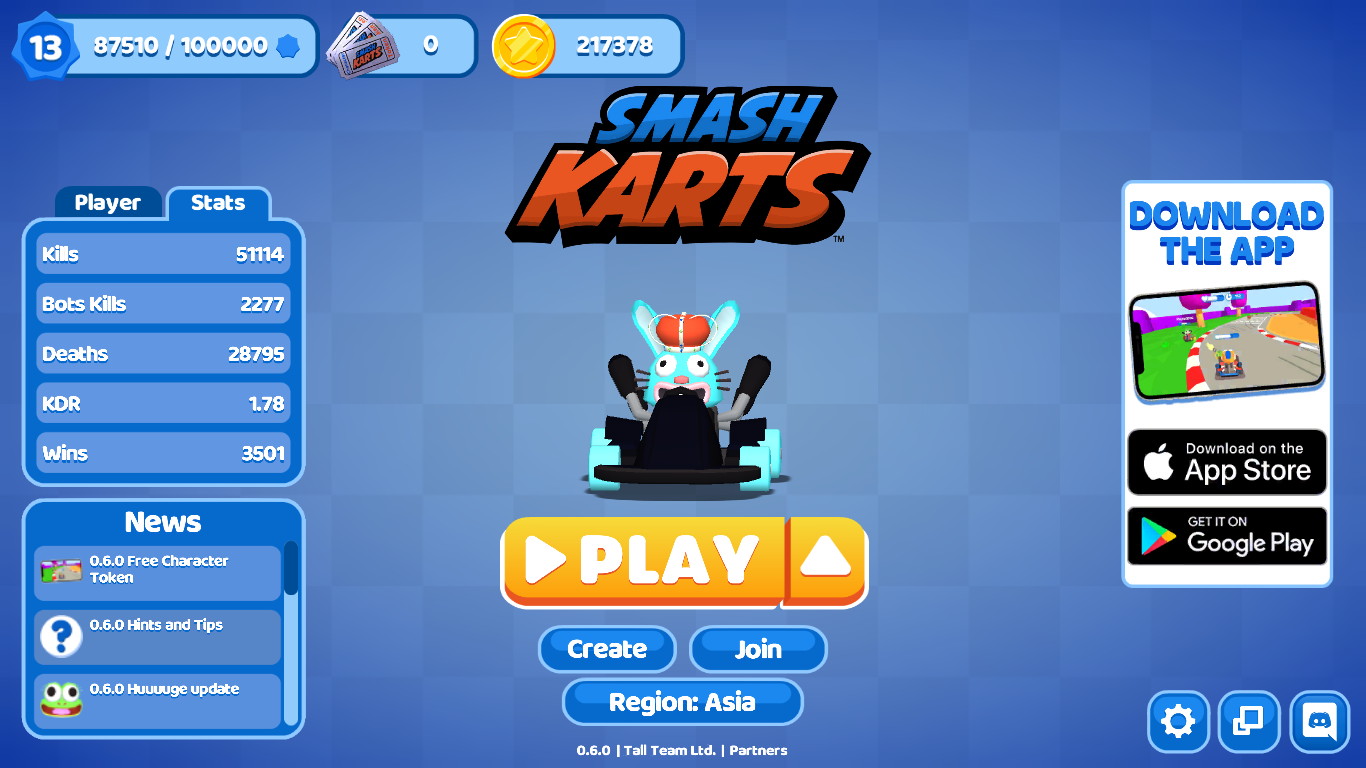 13
87510 / 100000
SMASH KARTS
0
217378
SMASH
KARTS
TM
Player
Stats
Kills 51114
Bots Kills 2277
Deaths 28795
KDR 1.78
Wins 3501
News
0.6.0 Free Character
Token
0.6.0 Hints and Tips
0.6.0 Huuuuge update
PLAY
Create
Join
Region: Asia
0.6.0 | Tall Team Ltd. | Partners
DOWNLOAD
THE APP
Download on the
App Store
GET IT ON
Google Play